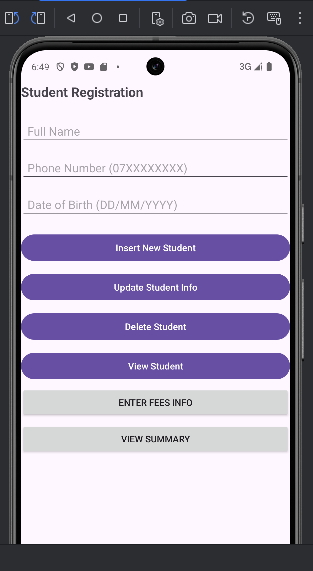 6:49
3G
Student Registration
Full Name
Phone Number (07XXXXXXXX)
Date of Birth (DD/MM/YYYY)
Insert New Student
Update Student Info
Delete Student
View Student
ENTER FEES INFO
VIEW SUMMARY